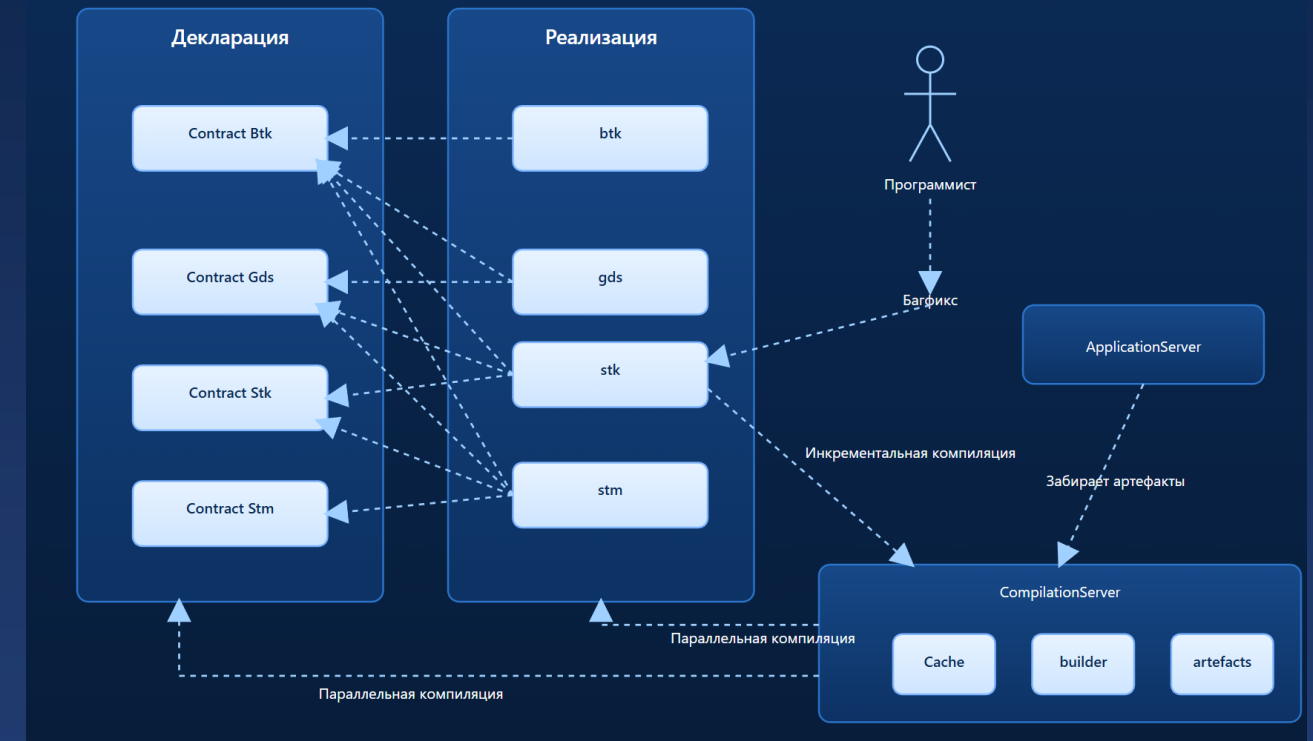 Декларация
Реализация
Contract Btk
btk
Программист
Contract Gds
gds
Багфикс
ApplicationServer
stk
Contract Stk
Инкрементальная компиляция
Забирает артефакты
stm
Contract Stm
CompilationServer
Параллельная компиляция
Cache
builder
artefacts
Параллельная компиляция